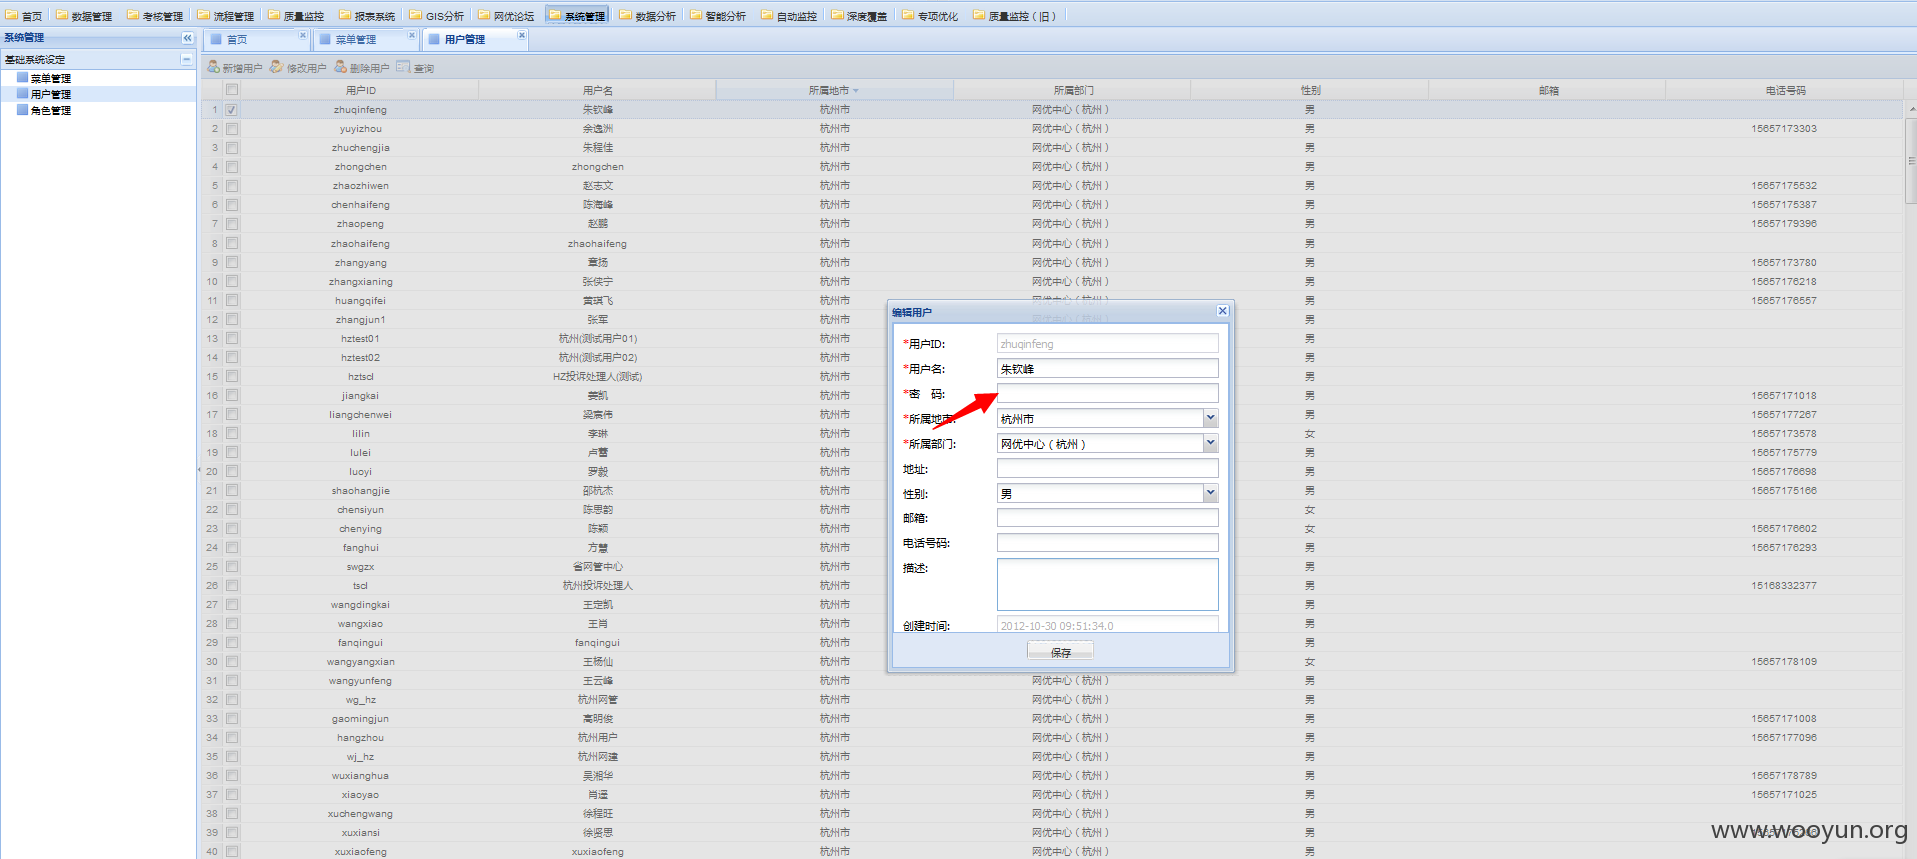 首页 数据管理 考核管理 流程管理 质量监控 报表系统 GIS分析 网优论坛 系统管理 数据分析 智能分析 自动监控 深度覆盖 专项优化 质量监控（旧）
系统管理 首页 菜单管理 用户管理
基础系统设定
新增用户 修改用户 删除用户 查询
菜单管理
用户管理
角色管理
用户ID 用户名 所属地市 所属部门 性别 邮箱 电话号码
1 zhuqinfeng 朱钦峰 杭州市 网优中心（杭州） 男
2 yuyizhou 余逸洲 杭州市 网优中心（杭州） 男 15657173303
3 zhuchengjia 朱程佳 杭州市 网优中心（杭州） 男
4 zhongchen zhongchen 杭州市 网优中心（杭州） 男
5 zhaozhiwen 赵志文 杭州市 网优中心（杭州） 男 15657175532
6 chenhaifeng 陈海峰 杭州市 网优中心（杭州） 男 15657175387
7 zhaopeng 赵鹏 杭州市 网优中心（杭州） 男 15657179396
8 zhaohaifeng zhaohaifeng 杭州市 网优中心（杭州） 男
9 zhangyang 章扬 杭州市 网优中心（杭州） 男 15657173780
10 zhangxianing 张侠宁 杭州市 网优中心（杭州） 男 15657176218
11 huangqifei 黄琪飞 杭州市 网优中心（杭州） 男 15657176557
12 zhangjun1 张军 杭州市 网优中心（杭州） 男
13 hztest01 杭州(测试用户01) 杭州市 男
14 hztest02 杭州(测试用户02) 杭州市 男
15 hztscl HZ投诉处理人(测试) 杭州市 男
16 jiangkai 姜凯 杭州市 男 15657171018
17 liangchenwei 梁宸伟 杭州市 男 15657177267
18 lilin 李琳 杭州市 女 15657173578
19 lulei 卢蕾 杭州市 男 15657175779
20 luoyi 罗毅 杭州市 男 15657176698
21 shaohangjie 邵杭杰 杭州市 男 15657175166
22 chensiyun 陈思韵 杭州市 女
23 chenying 陈颖 杭州市 女 15657176602
24 fanghui 方慧 杭州市 男 15657176293
25 swgzx 省网管中心 杭州市 男
26 tscl 杭州投诉处理人 杭州市 男 15168332377
27 wangdingkai 王定凯 杭州市 男
28 wangxiao 王肖 杭州市 男
29 fanqingui fanqingui 杭州市 男
30 wangyangxian 王杨仙 杭州市 女 15657178109
31 wangyunfeng 王云峰 杭州市 网优中心（杭州） 男
32 wg_hz 杭州网管 杭州市 网优中心（杭州） 男
33 gaomingjun 高明俊 杭州市 网优中心（杭州） 男 15657171008
34 hangzhou 杭州用户 杭州市 网优中心（杭州） 男 15657177096
35 wj_hz 杭州网建 杭州市 网优中心（杭州） 男
36 wuxianghua 吴湘华 杭州市 网优中心（杭州） 男 15657178789
37 xiaoyao 肖遥 杭州市 网优中心（杭州） 男 15657171025
38 xuchengwang 徐程旺 杭州市 网优中心（杭州） 男
39 xuxiansi 徐贤思 杭州市 网优中心（杭州） 男
40 xuxiaofeng xuxiaofeng 杭州市 网优中心（杭州） 男
编辑用户
*用户ID: zhuqinfeng
*用户名: 朱钦峰
*密 码:
*所属地市: 杭州市
*所属部门: 网优中心（杭州）
地址:
性别: 男
邮箱:
电话号码:
描述:
创建时间: 2012-10-30 09:51:34.0
保存
www.wooyun.org